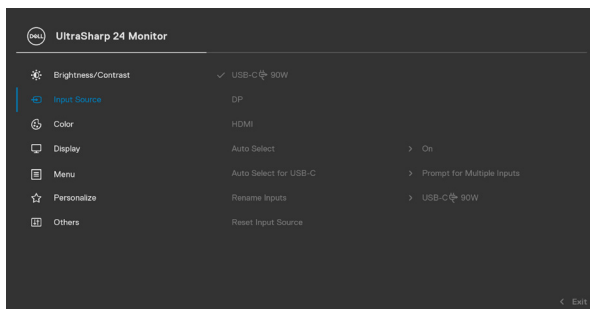 DELL
UltraSharp 24 Monitor
Brightness/Contrast
USB-C 90W
Input Source
DP
Color
HDMI
Display
Auto Select
On
Menu
Auto Select for USB-C
Prompt for Multiple Inputs
Personalize
Rename Inputs
USB-C 90W
Others
Reset Input Source
Exit